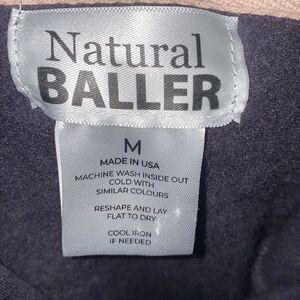 Natural
BALLER
M
MADE IN USA
MACHINE WASH INSIDE OUT
COLD WITH
SIMILAR COLOURS
RESHAPE AND LAY
FLAT TO DRY
COOL IRON
IF NEEDED